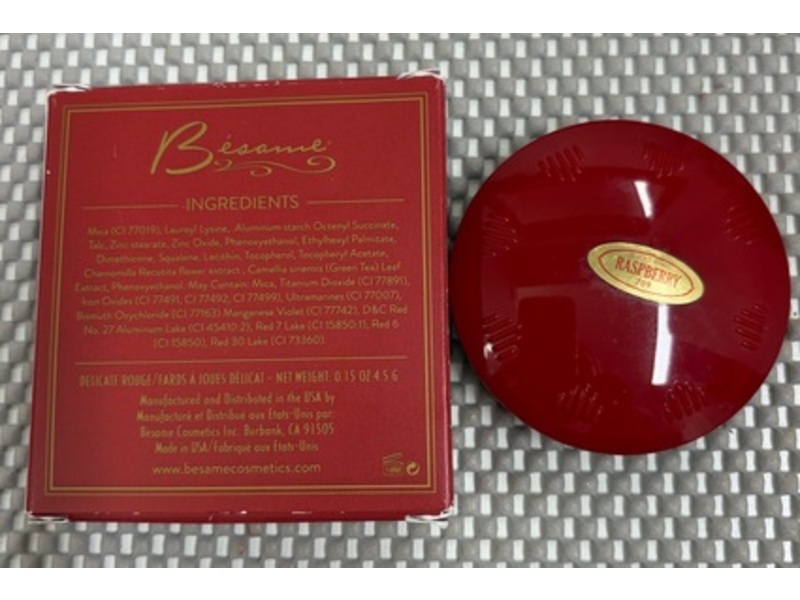 Bésame
INGREDIENTS
Mica (CI 77019), Lauroyl Lysine, Aluminum starch Octenyl Succinate,
Talc, Zinc stearate, Zinc Oxide, Phenoxyethanol, Ethylhexyl Palmitate,
Dimethicone, Squalene, Lecithin, Tocopherol, Tocopheryl Acetate,
Chamomilla Recutita flower extract , Camellia sinensis (Green Tea) Leaf
Extract, Phenoxyethanol. May Contain: Mica, Titanium Dioxide (CI 77891),
Iron Oxides (CI 77491, CI 77492, CI 77499), Ultramarines (CI 77007),
Bismuth Oxychloride (CI 77163) Manganese Violet (CI 77742), D&C Red
No. 27 Aluminum Lake (CI 45410:2), Red 7 Lake (CI 15850:1), Red 6
(CI 15850), Red 30 Lake (CI 73360).
DELICATE ROUGE/FARDS À JOUES DÉLICAT - NET WEIGHT. 0.15 OZ 4.5 G
Manufactured and Distributed in the USA by
Manufacturé et Distribué aux Etats-Unis par:
Bésame Cosmetics Inc. Burbank, CA 91505
Made in USA/Fabriqué aux Etats-Unis
www.besamecosmetics.com
RASPBERRY